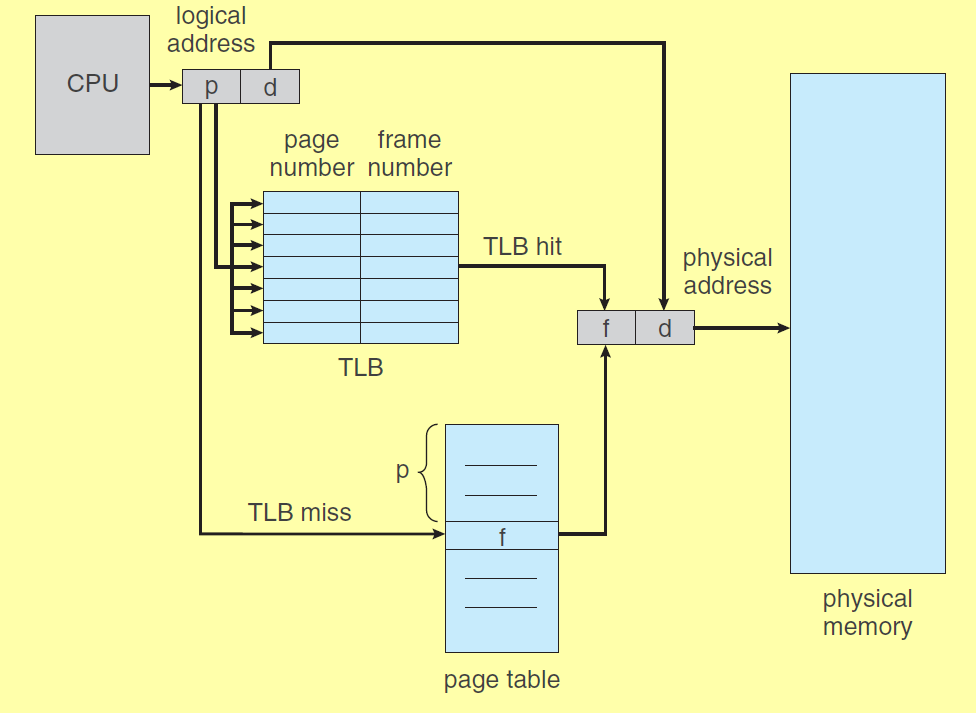 logical
address
CPU
p
d
page
number
frame
number
TLB hit
physical
address
f
d
TLB
p
TLB miss
f
physical
memory
page table